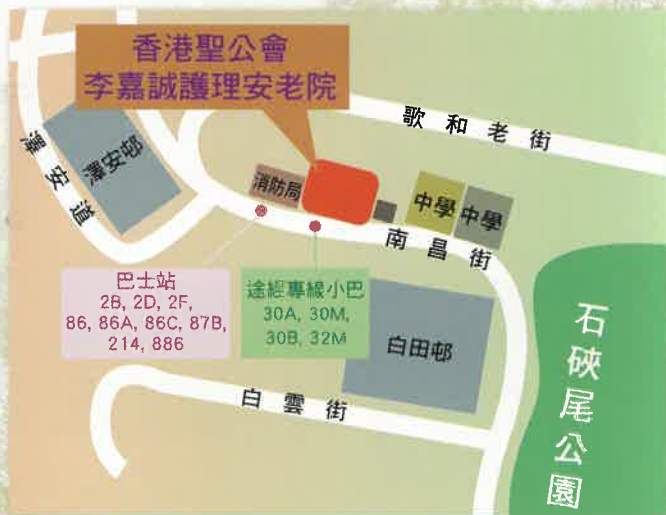 香港聖公會
李嘉誠護理安老院
歌和老街
澤安邨
澤安道
消防局
中學
中學
南昌街
巴士站
2B, 2D, 2F,
86, 86A, 86C, 87B,
214, 886
途經專線小巴
30A, 30M,
30B, 32M
白田邨
石硤尾公園
白雲街